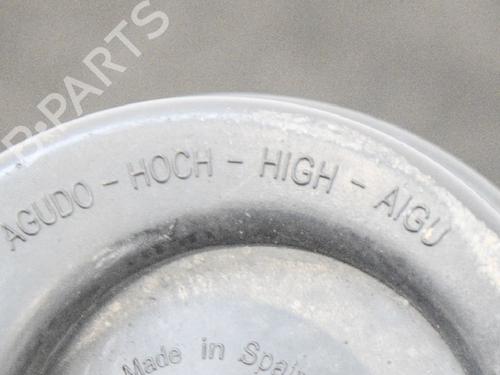 B-PARTS
AGUDO - HOCH - HIGH - AIGU
Made in Spain